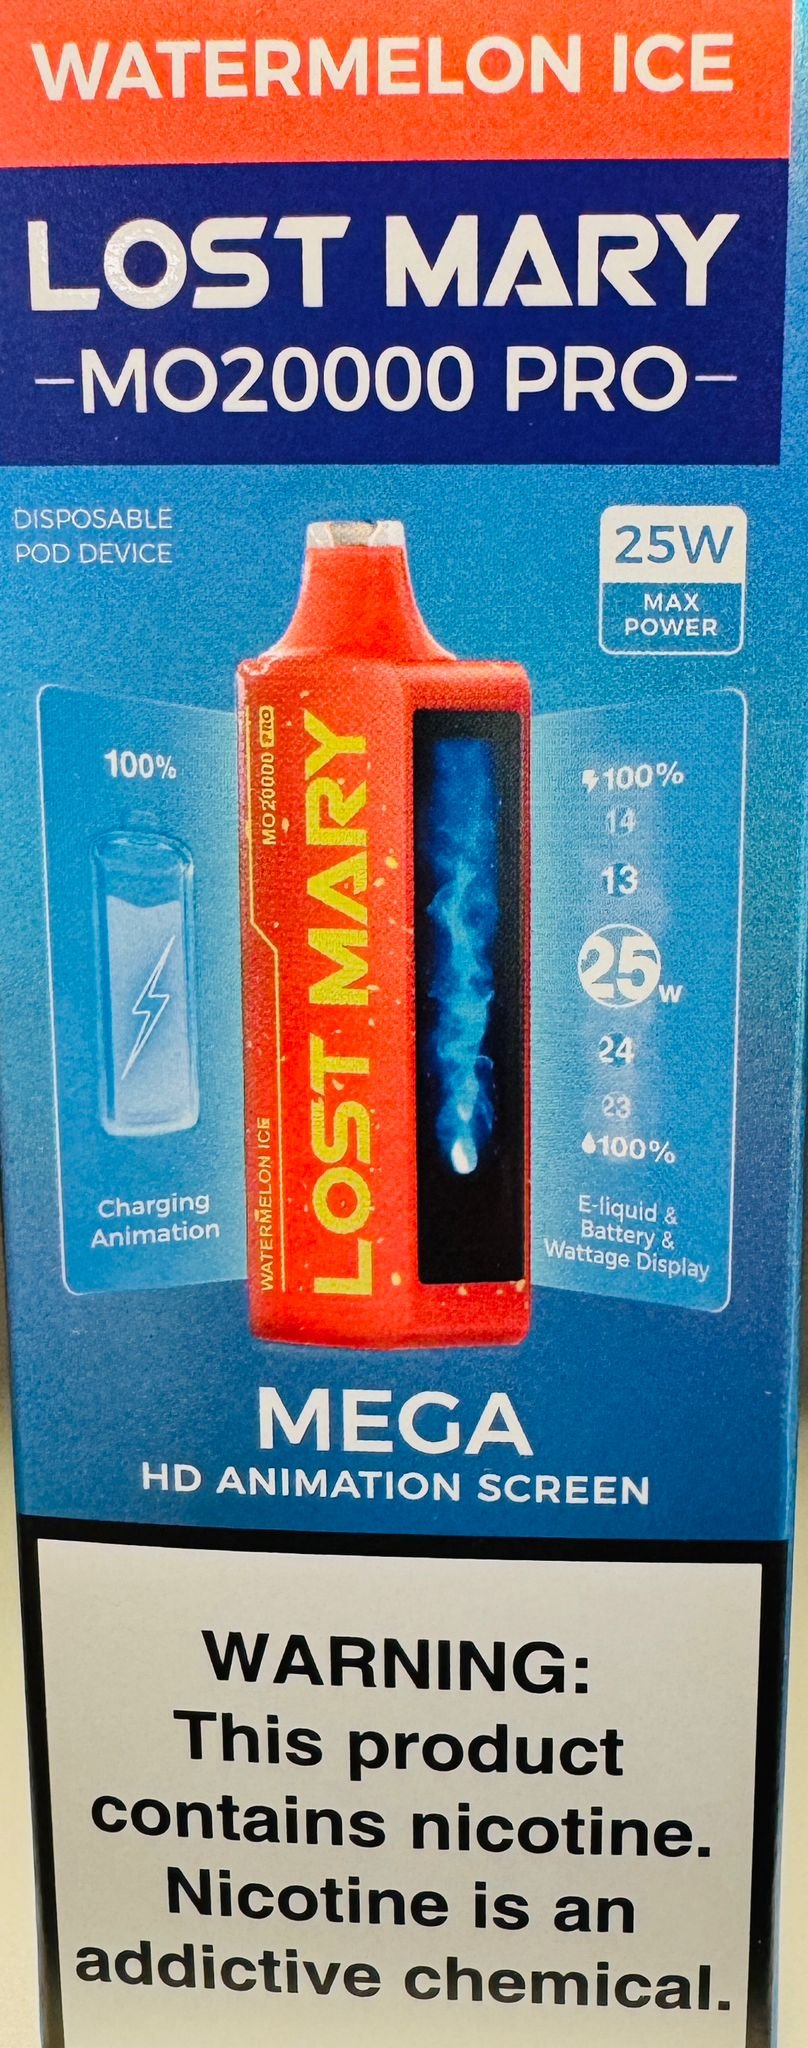 WATERMELON ICE
LOST MARY
-MO20000 PRO-
DISPOSABLE
POD DEVICE
25W
MAX
POWER
100%
Charging
Animation
MO20000 PRO
LOST MARY
WATERMELON ICE
100%
14
13
25w
24
23
100%
E-liquid &
Battery &
Wattage Display
MEGA
HD ANIMATION SCREEN
WARNING:
This product
contains nicotine.
Nicotine is an
addictive chemical.